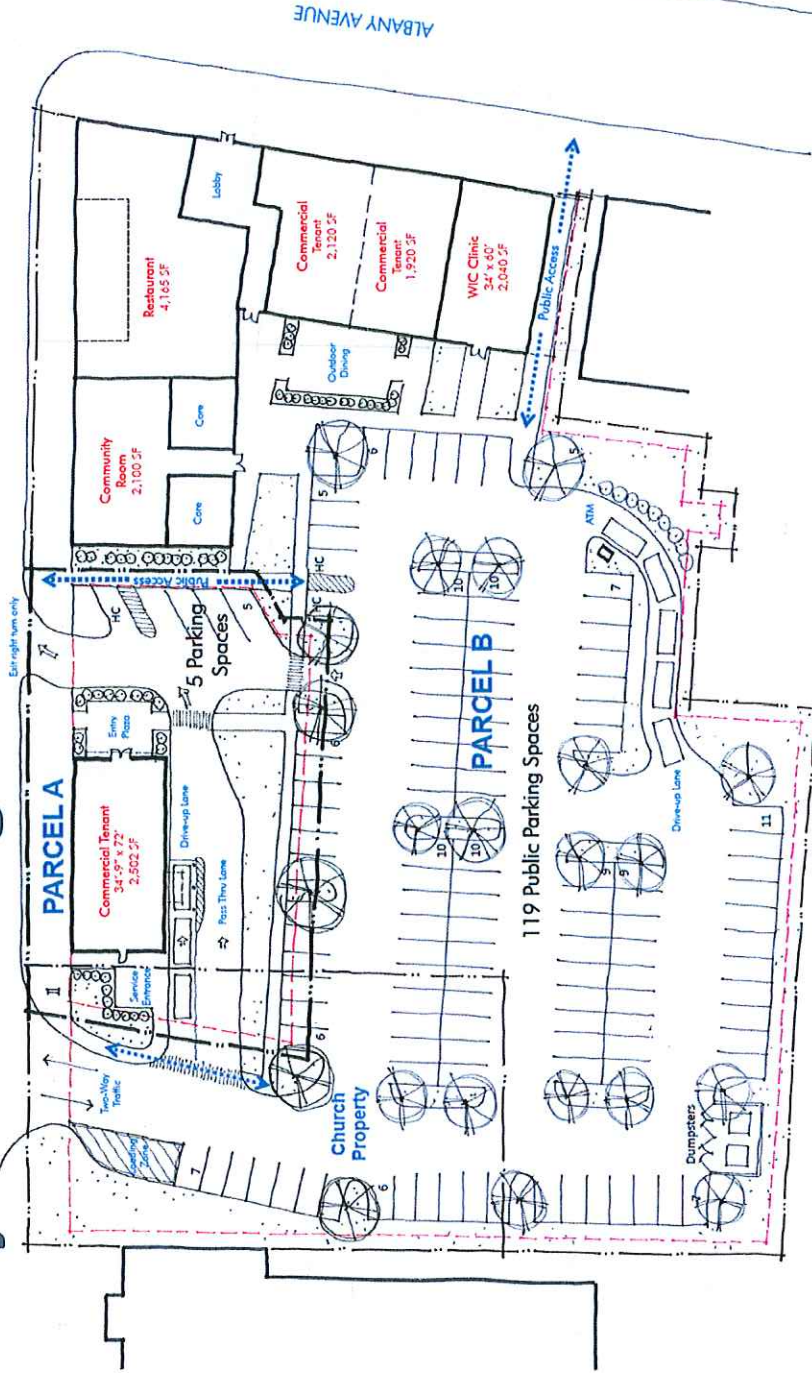 ALBANY AVENUE
Exit right turn only
PARCEL A
Restaurant
4,165 SF
Lobby
Commercial
Tenant
2,120 SF
Commercial
Tenant
1,920 SF
WIC Clinic
34' x 60'
2,040 SF
Public Access
Community
Room
2,100 SF
Core
Core
Outdoor
Dining
Public Access
HC
5
5 Parking
Spaces
Entry
Plaza
Commercial Tenant
34'-9" x 72'
2,502 SF
Drive-up Lane
Pass Thru Lane
Service
Entrance
Two-Way
Traffic
Loading
Zone
7
6
6
HC
HC
5
6
5
Church
Property
PARCEL B
119 Public Parking Spaces
10
10
10
10
9
9
7
ATM
Drive-up Lane
11
6
7
Dumpsters